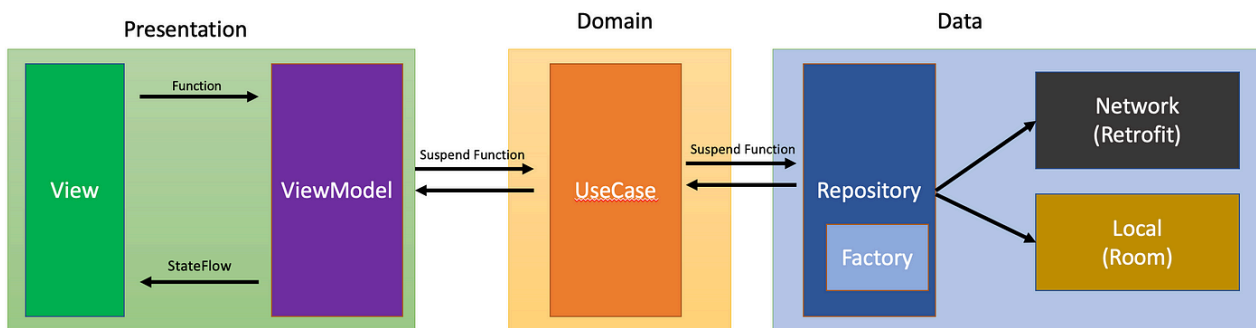 Presentation
Domain
Data
Function
View
ViewModel
StateFlow
Suspend Function
UseCase
Suspend Function
Repository
Factory
Network
(Retrofit)
Local
(Room)